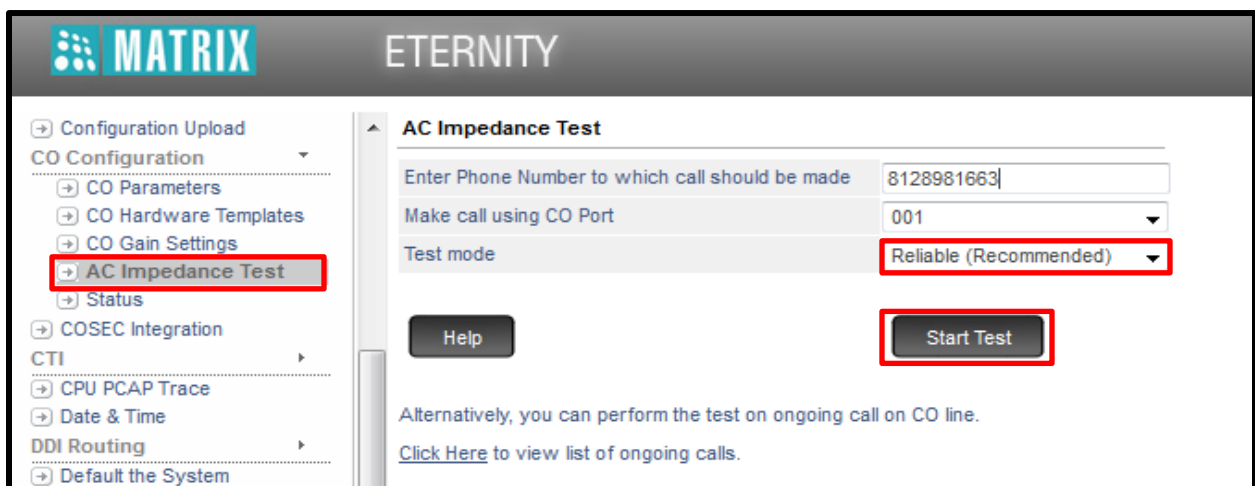 MATRIX ETERNITY
Configuration Upload
CO Configuration
CO Parameters
CO Hardware Templates
CO Gain Settings
AC Impedance Test
Status
COSEC Integration
CTI
CPU PCAP Trace
Date & Time
DDI Routing
Default the System
AC Impedance Test
Enter Phone Number to which call should be made 8128981663
Make call using CO Port 001
Test mode Reliable (Recommended)
Help Start Test
Alternatively, you can perform the test on ongoing call on CO line.
Click Here to view list of ongoing calls.